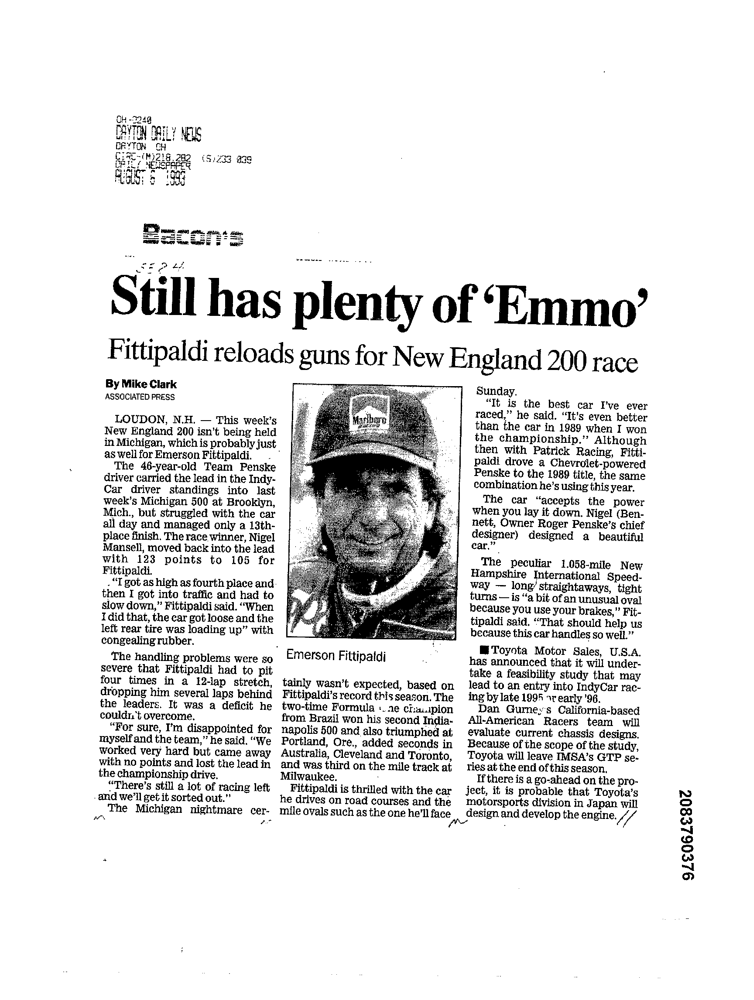 OH-3240
DAYTON DAILY NEWS
DAYTON OH
CIRC-(M)218,282 (S)233 039
DAILY NEWSPAPER
AUGUST 6 1993
Bacon's
Still has plenty of ‘Emmo’
Fittipaldi reloads guns for New England 200 race
By Mike Clark
ASSOCIATED PRESS
LOUDON, N.H. — This week's
New England 200 isn't being held
in Michigan, which is probably just
as well for Emerson Fittipaldi.
The 46-year-old Team Penske
driver carried the lead in the Indy-
Car driver standings into last
week's Michigan 500 at Brooklyn,
Mich., but struggled with the car
all day and managed only a 13th-
place finish. The race winner, Nigel
Mansell, moved back into the lead
with 123 points to 105 for
Fittipaldi.
"I got as high as fourth place and
then I got into traffic and had to
slow down," Fittipaldi said. "When
I did that, the car got loose and the
left rear tire was loading up" with
congealing rubber.
The handling problems were so
severe that Fittipaldi had to pit
four times in a 12-lap stretch,
dropping him several laps behind
the leaders. It was a deficit he
couldn't overcome.
"For sure, I'm disappointed for
myself and the team," he said. "We
worked very hard but came away
with no points and lost the lead in
the championship drive.
"There's still a lot of racing left
and we'll get it sorted out."
The Michigan nightmare cer-
Marlboro
Emerson Fittipaldi
tainly wasn't expected, based on
Fittipaldi's record this season. The
two-time Formula champion
from Brazil won his second India-
napolis 500 and also triumphed at
Portland, Ore., added seconds in
Australia, Cleveland and Toronto,
and was third on the mile track at
Milwaukee.
Fittipaldi is thrilled with the car
he drives on road courses and the
mile ovals such as the one he'll face
Sunday.
"It is the best car I've ever
raced," he said. "It's even better
than the car in 1989 when I won
the championship." Although
then with Patrick Racing, Fitti-
paldi drove a Chevrolet-powered
Penske to the 1989 title, the same
combination he's using this year.
The car "accepts the power
when you lay it down. Nigel (Ben-
nett, Owner Roger Penske's chief
designer) designed a beautiful
car."
The peculiar 1.058-mile New
Hampshire International Speed-
way — long straightaways, tight
turns — is "a bit of an unusual oval
because you use your brakes," Fit-
tipaldi said. "That should help us
because this car handles so well."
■ Toyota Motor Sales, U.S.A.
has announced that it will under-
take a feasibility study that may
lead to an entry into IndyCar rac-
ing by late 1995 or early '96.
Dan Gurney's California-based
All-American Racers team will
evaluate current chassis designs.
Because of the scope of the study,
Toyota will leave IMSA's GTP se-
ries at the end of this season.
If there is a go-ahead on the pro-
ject, it is probable that Toyota's
motorsports division in Japan will
design and develop the engine.
2083790376